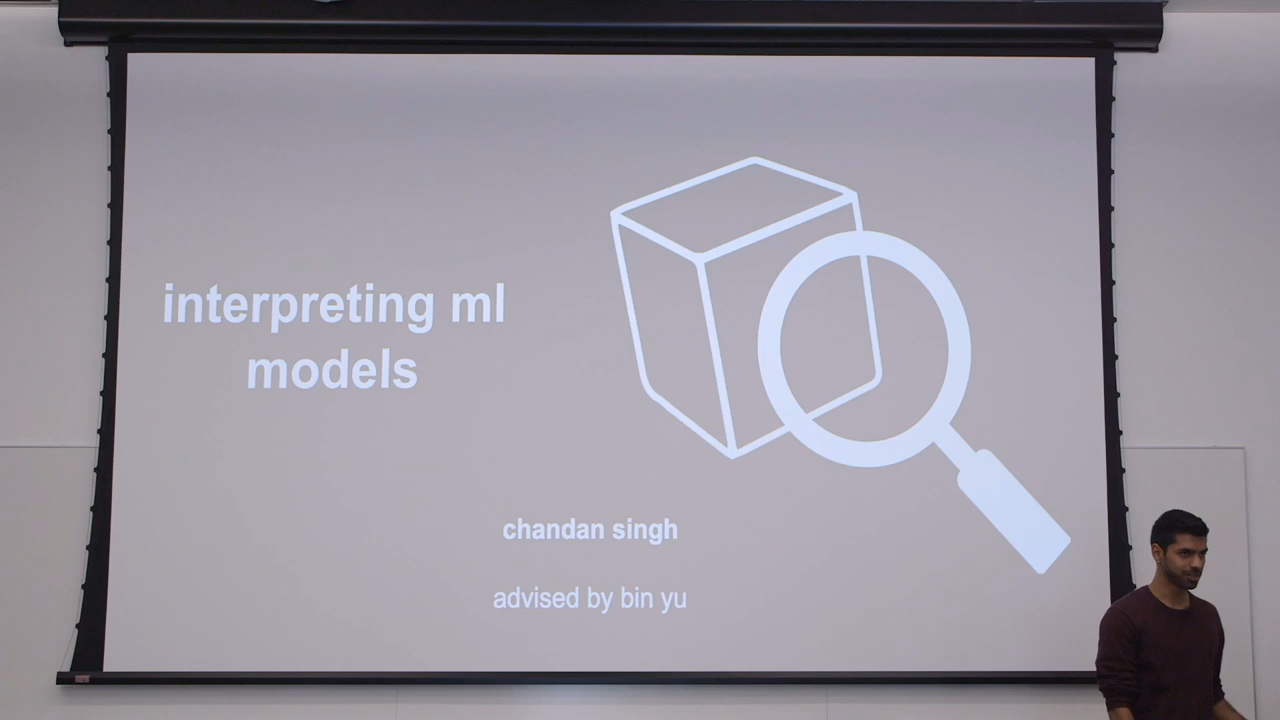 interpreting ml
models
chandan singh
advised by bin yu